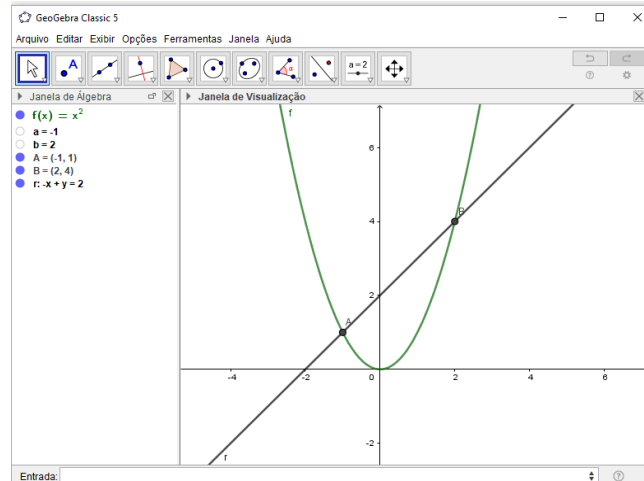 GeoGebra Classic 5
Arquivo Editar Exibir Opções Ferramentas Janela Ajuda
A
α
a = 2
Janela de Álgebra
Janela de Visualização
f(x) = x²
a = -1
b = 2
A = (-1, 1)
B = (2, 4)
r: -x + y = 2
f
6
B
4
2
A
-4 -2 0 2 4 6
-2
r
Entrada: